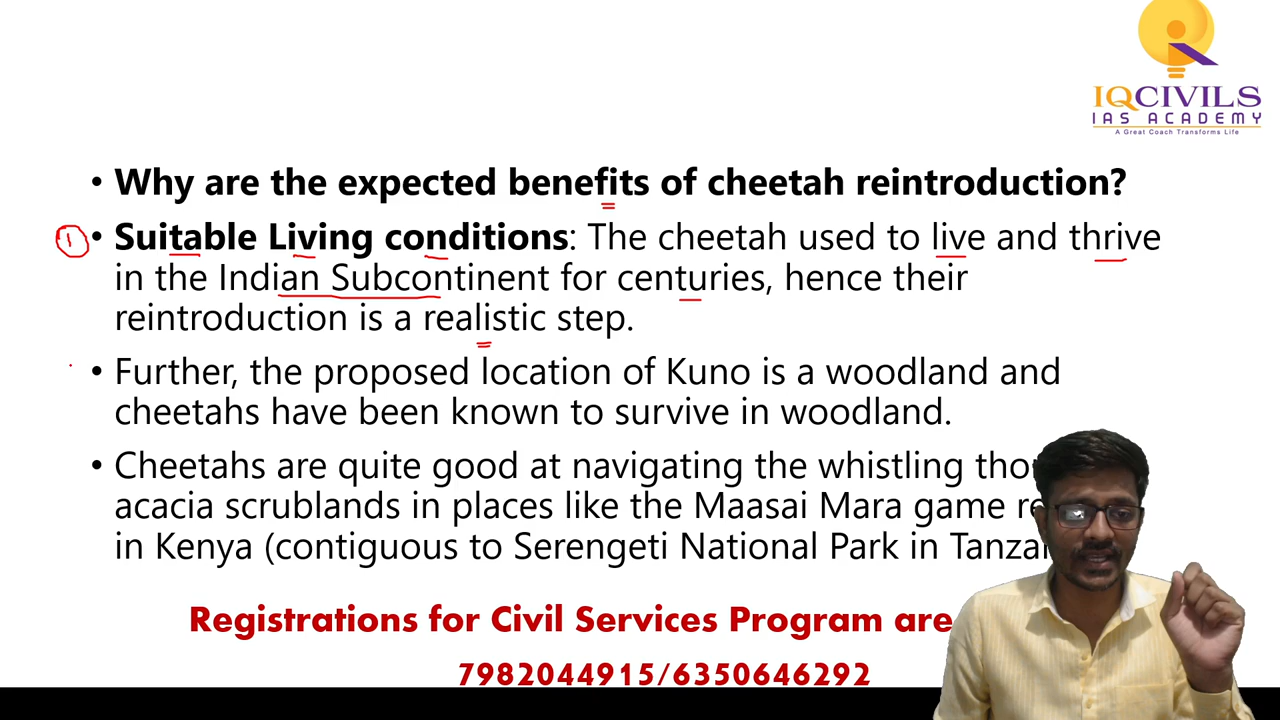 IQCIVILS
IAS ACADEMY
A Great Coach Transforms Life
• Why are the expected benefits of cheetah reintroduction?
1 • Suitable Living conditions: The cheetah used to live and thrive
in the Indian Subcontinent for centuries, hence their
reintroduction is a realistic step.
• Further, the proposed location of Kuno is a woodland and
cheetahs have been known to survive in woodland.
• Cheetahs are quite good at navigating the whistling
acacia scrublands in places like the Maasai Mara game
in Kenya (contiguous to Serengeti National Park in
Registrations for Civil Services Program are
7982044915/6350646292